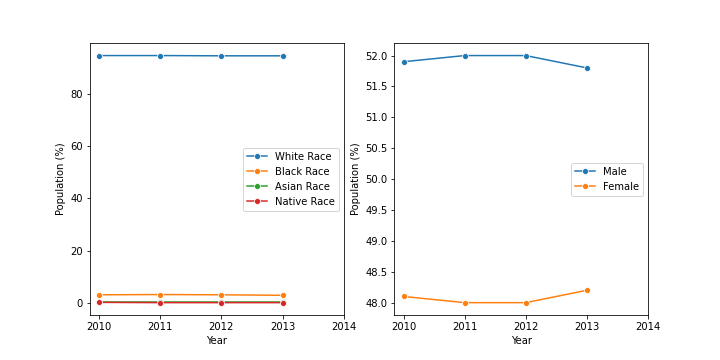 80
60
40
20
0
Population (%)
2010 2011 2012 2013 2014
Year
White Race
Black Race
Asian Race
Native Race
52.0
51.5
51.0
50.5
50.0
49.5
49.0
48.5
48.0
Population (%)
2010 2011 2012 2013 2014
Year
Male
Female